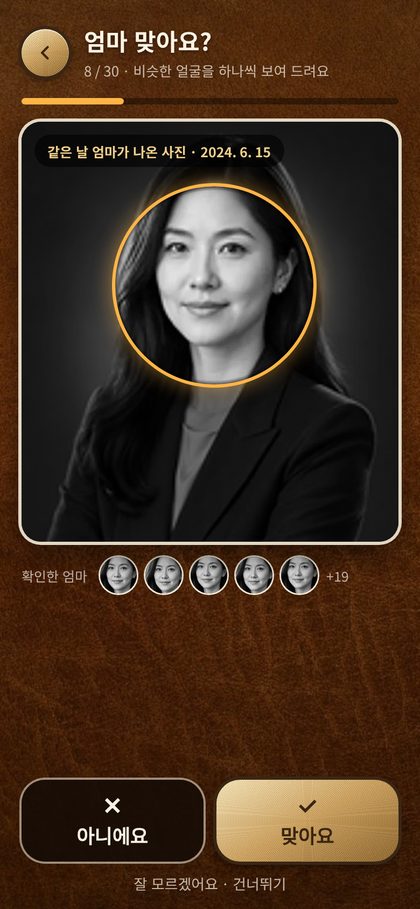 엄마 맞아요?
8 / 30 · 비슷한 얼굴을 하나씩 보여 드려요
같은 날 엄마가 나온 사진 · 2024. 6. 15
확인한 엄마
+19
아니에요
맞아요
잘 모르겠어요 · 건너뛰기